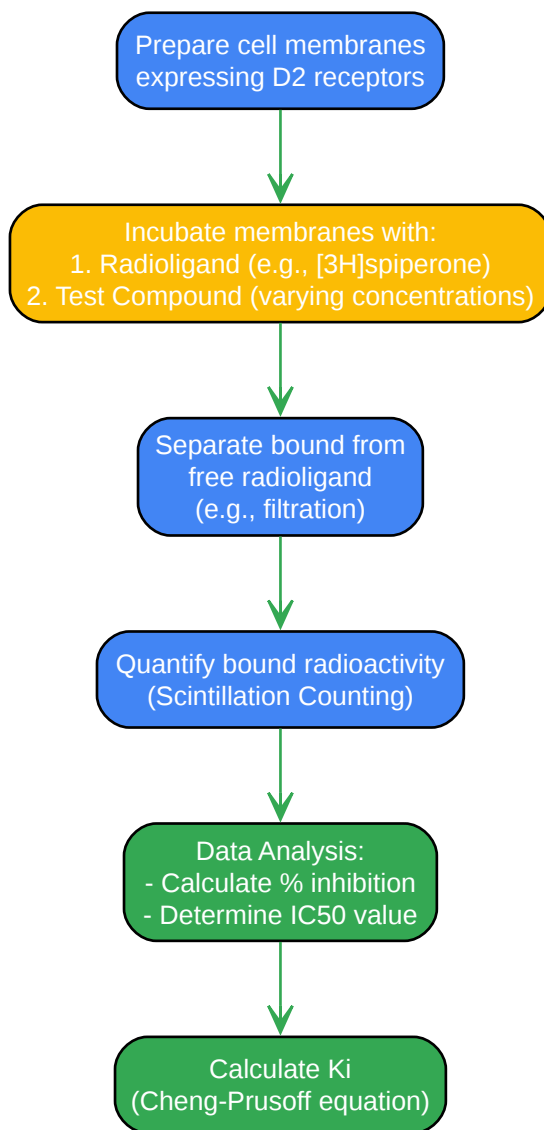 Prepare cell membranes
expressing D2 receptors
Incubate membranes with:
1. Radioligand (e.g., [3H]spiperone)
2. Test Compound (varying concentrations)
Separate bound from
free radioligand
(e.g., filtration)
Quantify bound radioactivity
(Scintillation Counting)
Data Analysis:
- Calculate % inhibition
- Determine IC50 value
Calculate Ki
(Cheng-Prusoff equation)